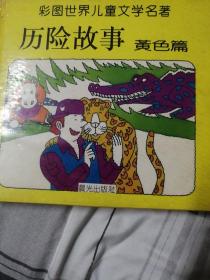 彩图世界儿童文学名著
历险故事 黄色篇
晨光出版社